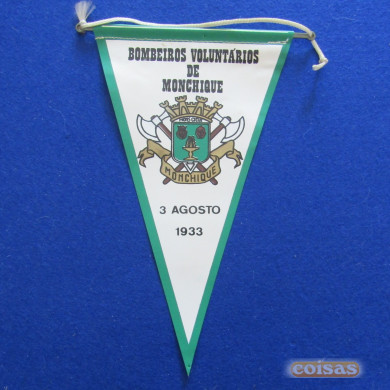 BOMBEIROS VOLUNTÁRIOS
DE
MONCHIQUE
MONCHIQUE
3 AGOSTO
1933
coisas